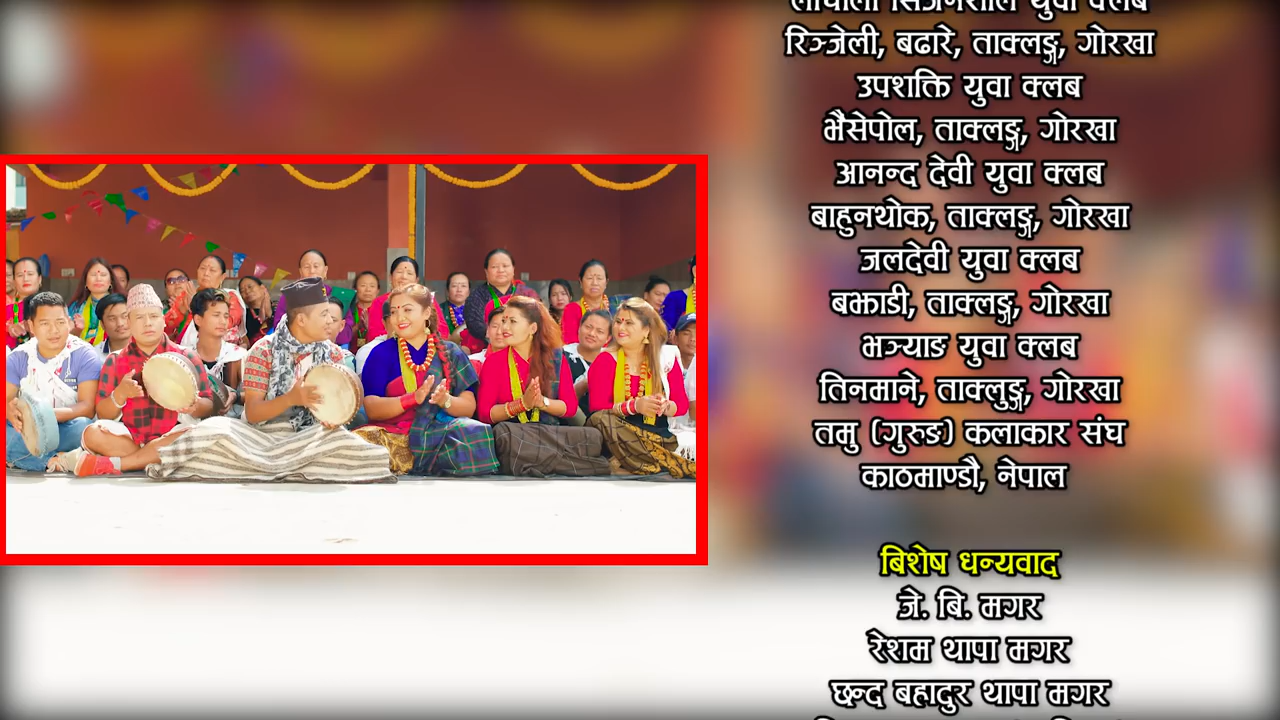 रिञ्जेली, बढारे, ताक्लङ्ग, गोरखा
उपशक्ति युवा क्लब
भैसेपोल, ताक्लङ्ग, गोरखा
आनन्द देवी युवा क्लब
बाहुनथोक, ताक्लङ्ग, गोरखा
जलदेवी युवा क्लब
बझाडी, ताक्लङ्ग, गोरखा
भञ्याङ युवा क्लब
तिनमाने, ताक्लुङ्ग, गोरखा
तमु (गुरुङ) कलाकार संघ
काठमाण्डौ, नेपाल
बिशेष धन्यवाद
जे. बि. मगर
रेशम थापा मगर
छन्द बहादुर थापा मगर